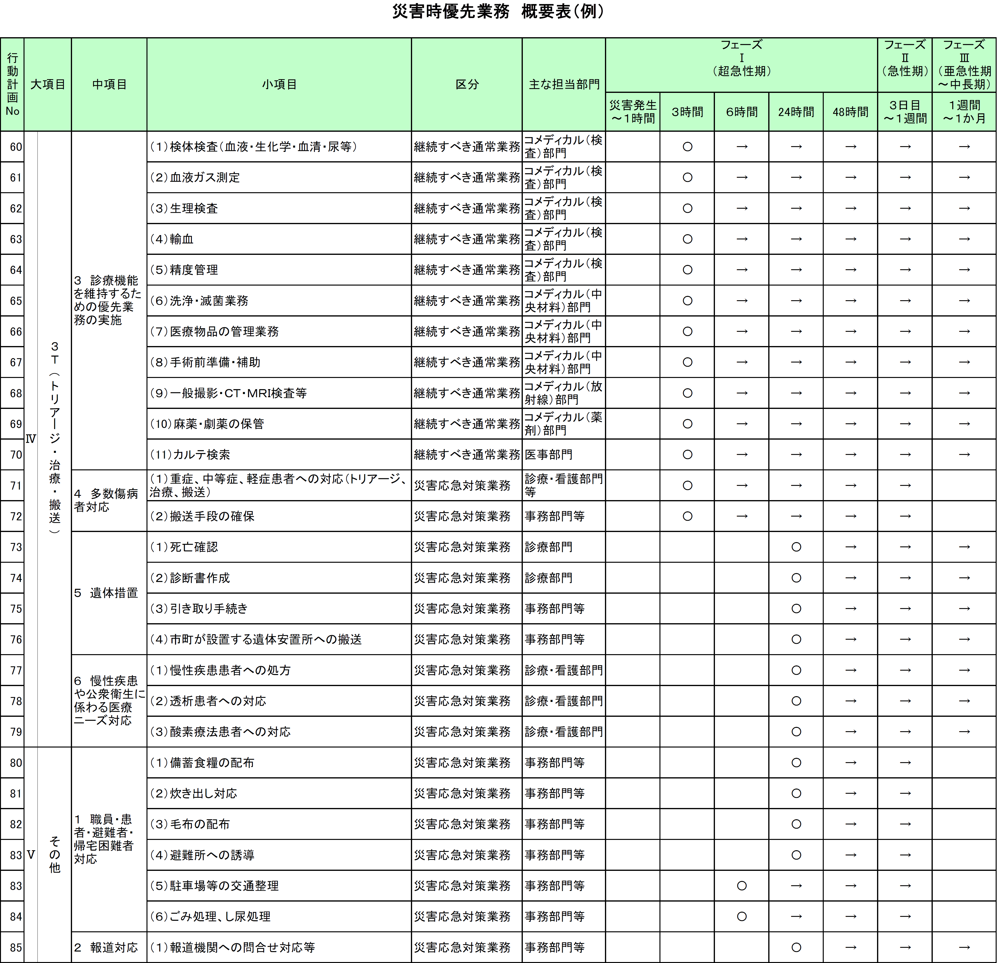 災害時優先業務　概要表（例）
行動計画No　大項目　中項目　小項目　区分　主な担当部門　フェーズⅠ（超急性期）　フェーズⅡ（急性期）　フェーズⅢ（亜急性期～中長期）
災害発生～１時間　３時間　６時間　24時間　48時間　３日目～１週間　１週間～１か月
Ⅳ　３Ｔ（トリアージ・治療・搬送）
３　診療機能を維持するための優先業務の実施
60　（１）検体検査（血液・生化学・血清・尿等）　継続すべき通常業務　コメディカル（検査）部門　○　→　→　→　→　→
61　（２）血液ガス測定　継続すべき通常業務　コメディカル（検査）部門　○　→　→　→　→　→
62　（３）生理検査　継続すべき通常業務　コメディカル（検査）部門　○　→　→　→　→　→
63　（４）輸血　継続すべき通常業務　コメディカル（検査）部門　○　→　→　→　→　→
64　（５）精度管理　継続すべき通常業務　コメディカル（検査）部門　○　→　→　→　→　→
65　（６）洗浄・滅菌業務　継続すべき通常業務　コメディカル（中央材料）部門　○　→　→　→　→　→
66　（７）医療物品の管理業務　継続すべき通常業務　コメディカル（中央材料）部門　○　→　→　→　→　→
67　（８）手術前準備・補助　継続すべき通常業務　コメディカル（中央材料）部門　○　→　→　→　→　→
68　（９）一般撮影・ＣＴ・ＭＲＩ検査等　継続すべき通常業務　コメディカル（放射線）部門　○　→　→　→　→　→
69　（10）麻薬・劇薬の保管　継続すべき通常業務　コメディカル（薬剤）部門　○　→　→　→　→　→
70　（11）カルテ検索　継続すべき通常業務　医事部門　○　→　→　→　→　→
４　多数傷病者対応
71　（１）重症、中等症、軽症患者への対応（トリアージ、治療、搬送）　災害応急対策業務　診療・看護部門等　○　→　→　→　→
72　（２）搬送手段の確保　災害応急対策業務　事務部門等　○　→　→　→　→
５　遺体措置
73　（１）死亡確認　災害応急対策業務　診療部門　○　→　→　→
74　（２）診断書作成　災害応急対策業務　診療部門　○　→　→　→
75　（３）引き取り手続き　災害応急対策業務　事務部門等　○　→　→　→
76　（４）市町が設置する遺体安置所への搬送　災害応急対策業務　事務部門等　○　→　→　→
６　慢性疾患や公衆衛生に係わる医療ニーズ対応
77　（１）慢性疾患患者への処方　災害応急対策業務　診療・看護部門　○　→　→　→
78　（２）透析患者への対応　災害応急対策業務　診療・看護部門　○　→　→　→
79　（３）酸素療法患者への対応　災害応急対策業務　診療・看護部門　○　→　→　→
Ⅴ　その他
１　職員・患者・避難者・帰宅困難者対応
80　（１）備蓄食糧の配布　災害応急対策業務　事務部門等　○　→　→
81　（２）炊き出し対応　災害応急対策業務　事務部門等　○　→　→
82　（３）毛布の配布　災害応急対策業務　事務部門等　○　→　→
83　（４）避難所への誘導　災害応急対策業務　事務部門等　○　→　→
83　（５）駐車場等の交通整理　災害応急対策業務　事務部門等　○　→　→　→
84　（６）ごみ処理、し尿処理　災害応急対策業務　事務部門等　○　→　→　→
２　報道対応
85　（１）報道機関への問合せ対応等　災害応急対策業務　事務部門等　○　→　→　→